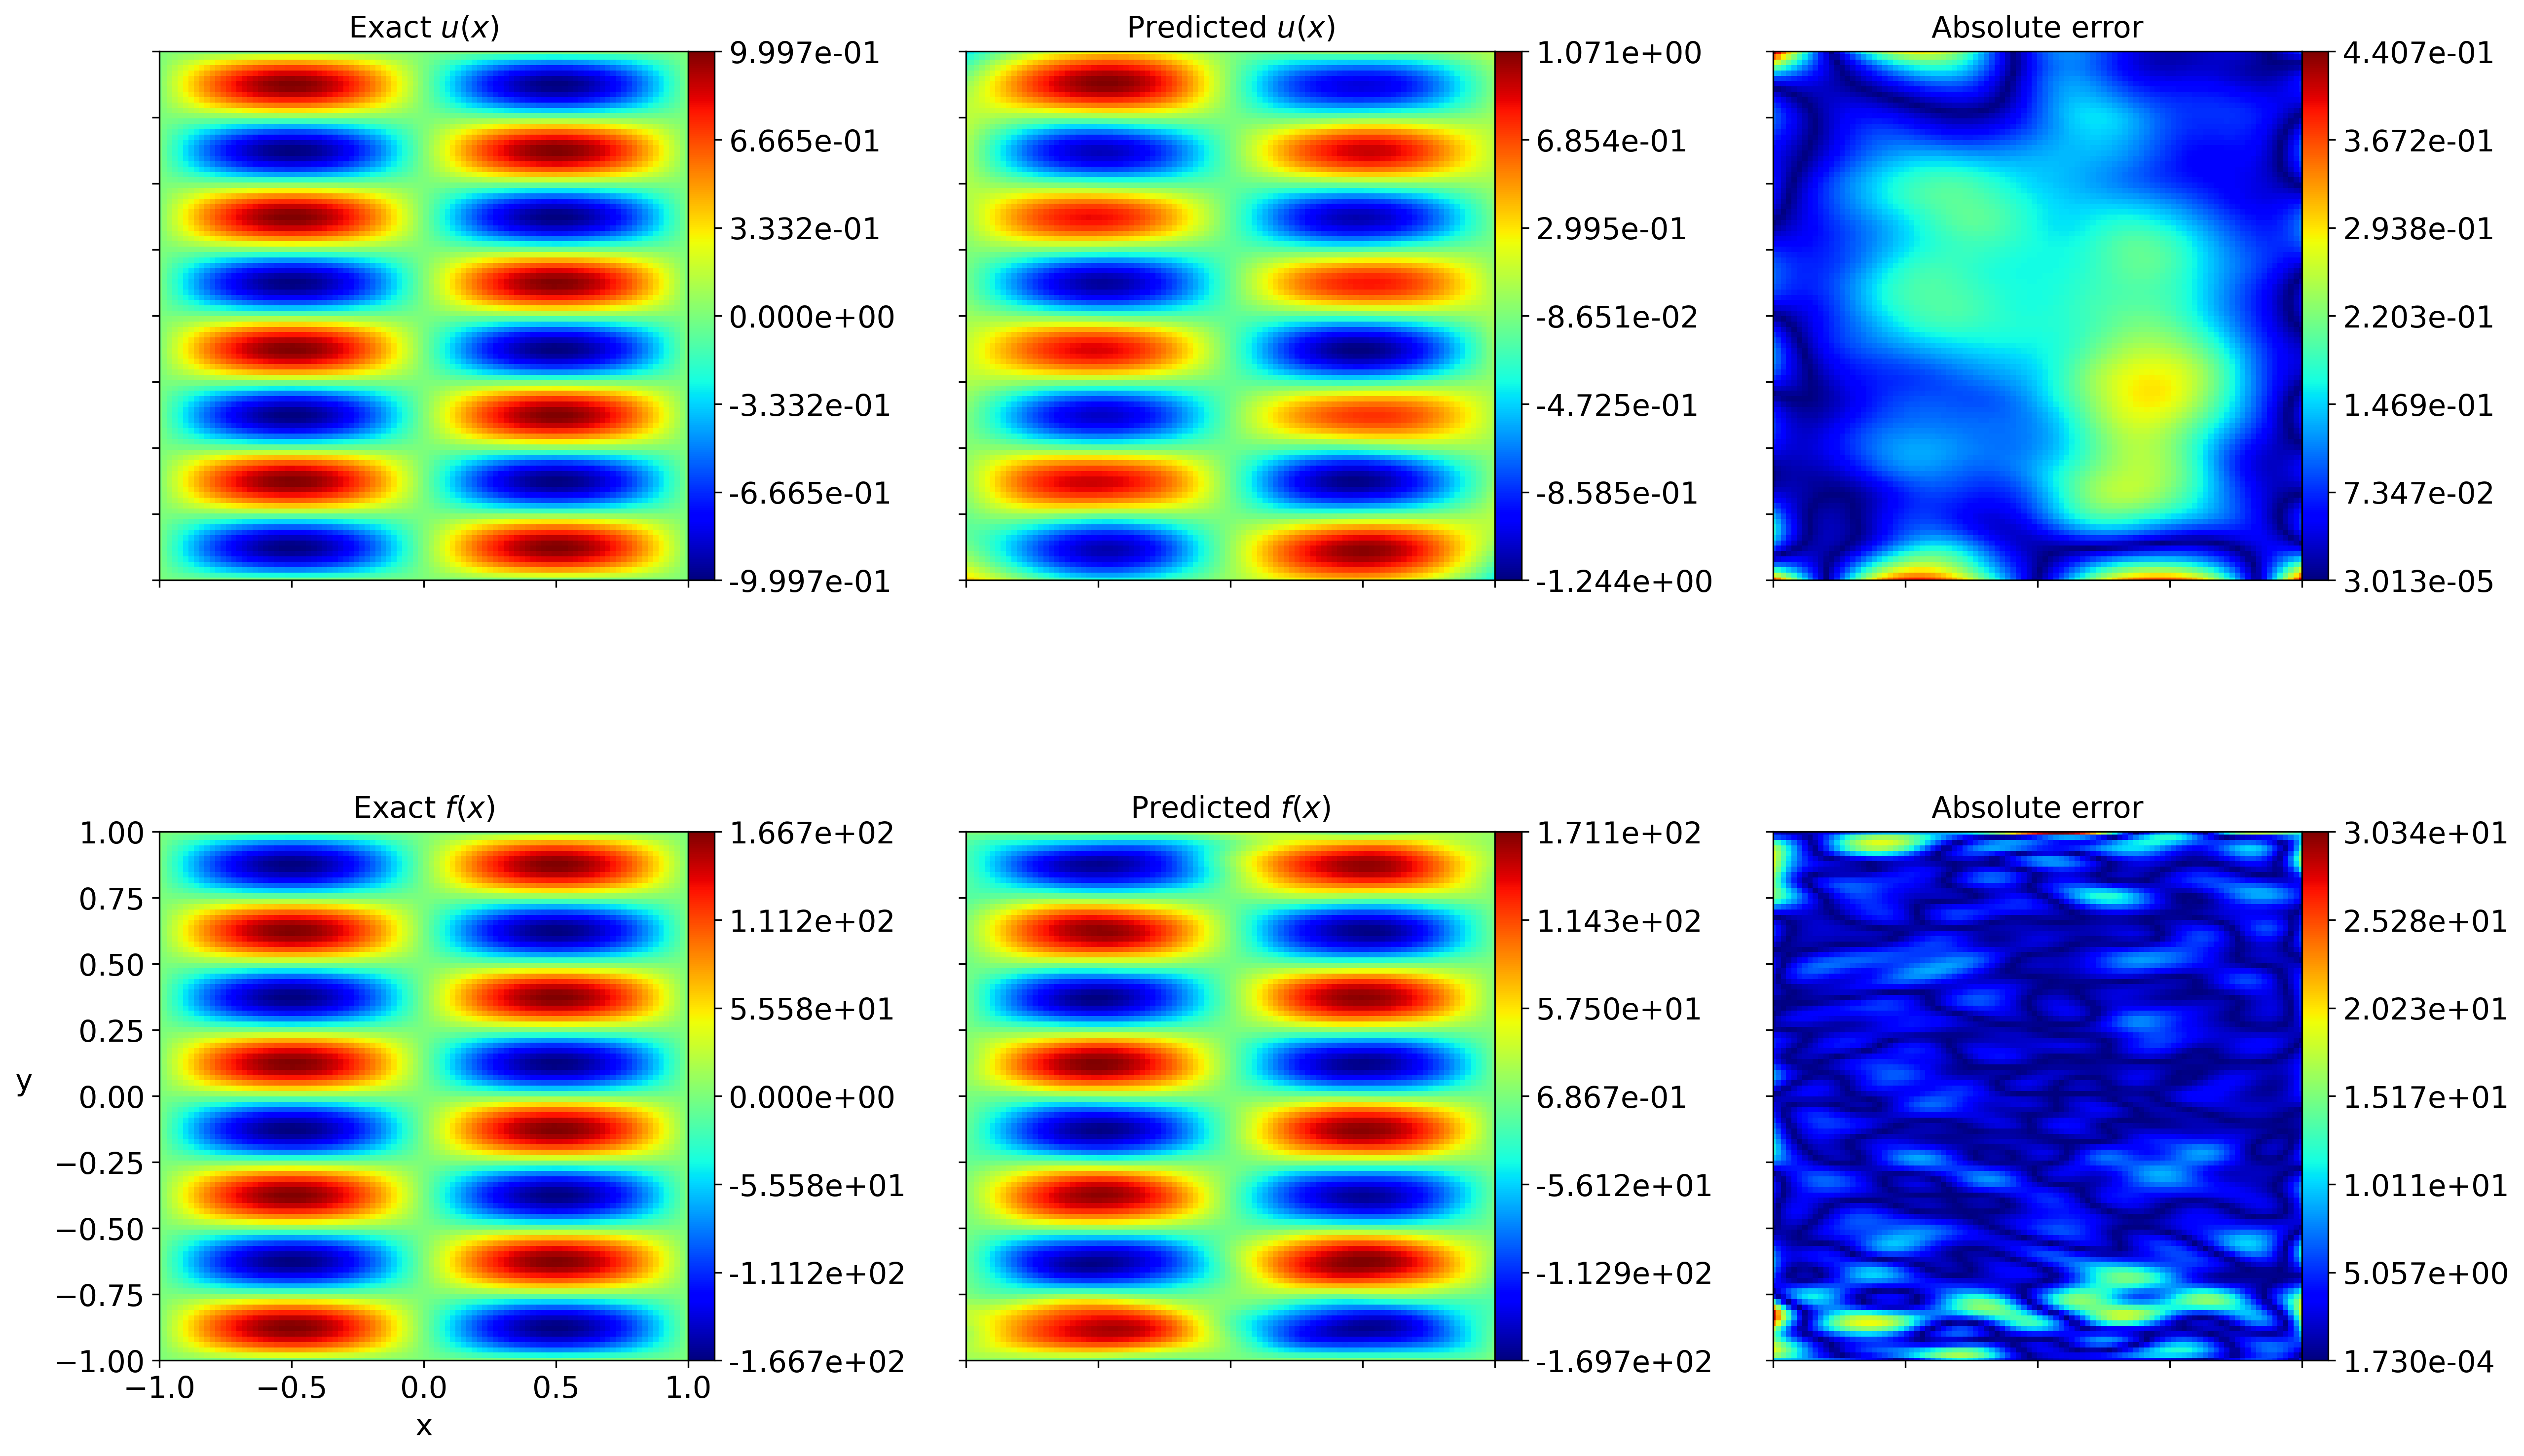 Exact u(x)
9.997e-01
6.665e-01
3.332e-01
0.000e+00
-3.332e-01
-6.665e-01
-9.997e-01
Predicted u(x)
1.071e+00
6.854e-01
2.995e-01
-8.651e-02
-4.725e-01
-8.585e-01
-1.244e+00
Absolute error
4.407e-01
3.672e-01
2.938e-01
2.203e-01
1.469e-01
7.347e-02
3.013e-05
Exact f(x)
1.00
0.75
0.50
0.25
0.00
−0.25
−0.50
−0.75
−1.00
y
−1.0 −0.5 0.0 0.5 1.0
x
1.667e+02
1.112e+02
5.558e+01
0.000e+00
-5.558e+01
-1.112e+02
-1.667e+02
Predicted f(x)
1.711e+02
1.143e+02
5.750e+01
6.867e-01
-5.612e+01
-1.129e+02
-1.697e+02
Absolute error
3.034e+01
2.528e+01
2.023e+01
1.517e+01
1.011e+01
5.057e+00
1.730e-04